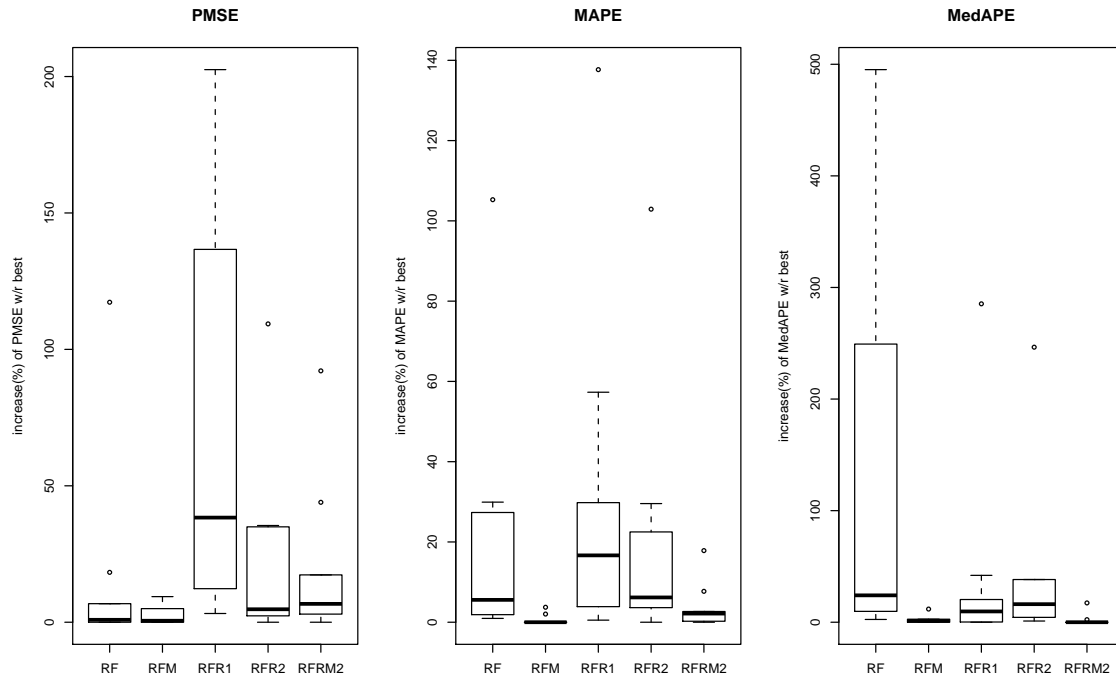 PMSE
increase(%) of PMSE w/r best
200
150
100
50
0
RF RFM RFR1 RFR2 RFRM2
MAPE
increase(%) of MAPE w/r best
140
120
100
80
60
40
20
0
RF RFM RFR1 RFR2 RFRM2
MedAPE
increase(%) of MedAPE w/r best
500
400
300
200
100
0
RF RFM RFR1 RFR2 RFRM2